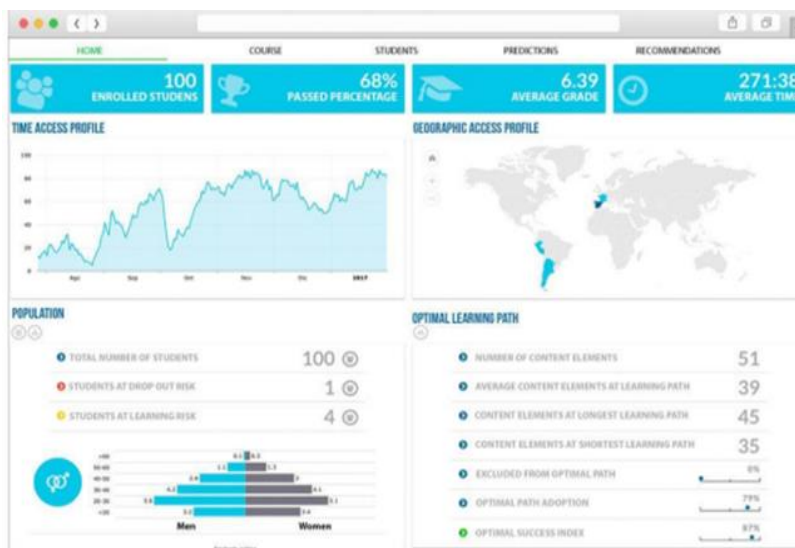 HOME COURSE STUDENTS PREDICTIONS RECOMMENDATIONS
100
ENROLLED STUDENS
68%
PASSED PERCENTAGE
6.39
AVERAGE GRADE
271:38
AVERAGE TIM
TIME ACCESS PROFILE
100
80
60
40
20
0
Sep Oct Nov Dic 2017
GEOGRAPHIC ACCESS PROFILE
POPULATION
TOTAL NUMBER OF STUDENTS 100
STUDENTS AT DROP OUT RISK 1
STUDENTS AT LEARNING RISK 4
Men Women
OPTIMAL LEARNING PATH
NUMBER OF CONTENT ELEMENTS 51
AVERAGE CONTENT ELEMENTS AT LEARNING PATH 39
CONTENT ELEMENTS AT LONGEST LEARNING PATH 45
CONTENT ELEMENTS AT SHORTEST LEARNING PATH 35
EXCLUDED FROM OPTIMAL PATH 0%
OPTIMAL PATH ADOPTION 79%
OPTIMAL SUCCESS INDEX 87%